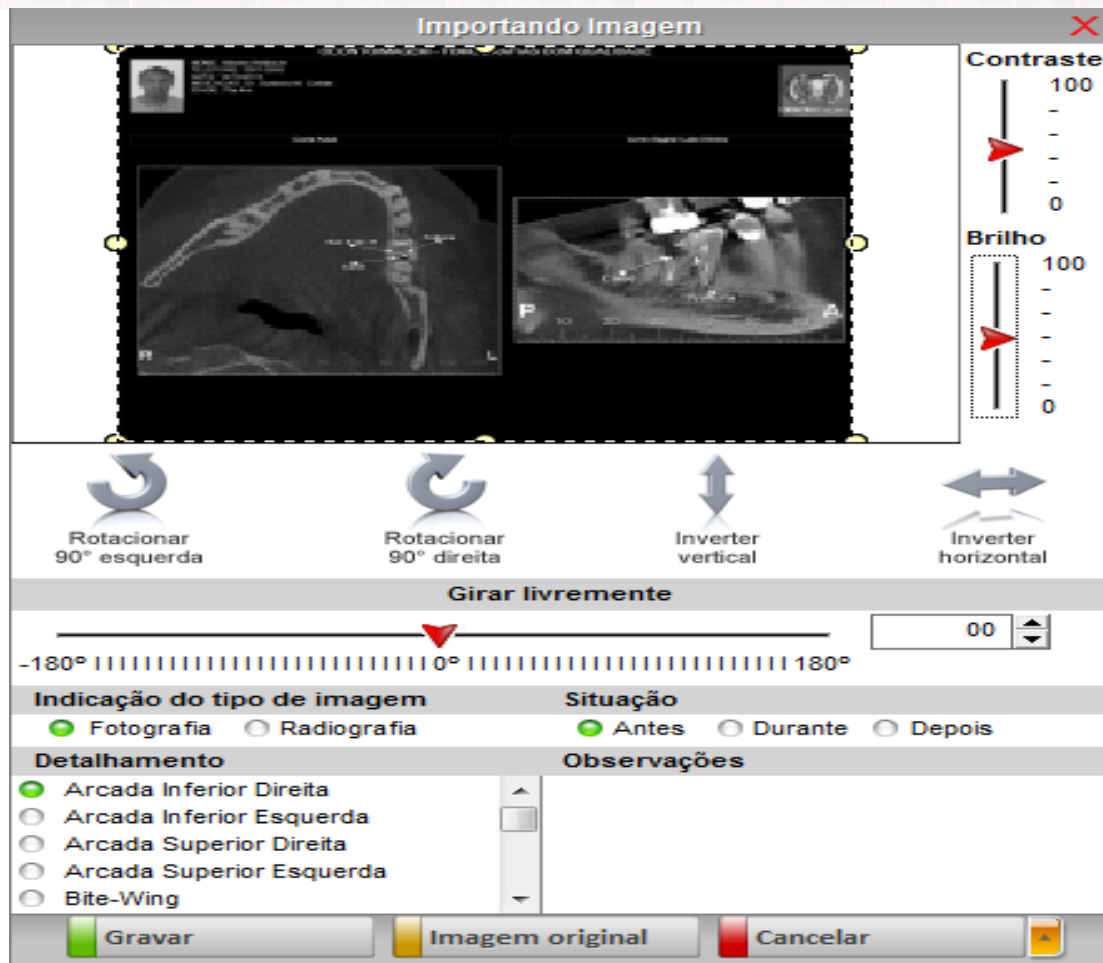 Importando Imagem
Contraste
100
-
-
-
-
0
Brilho
100
-
-
-
-
-
0
R
L
P
A
Rotacionar
90° esquerda
Rotacionar
90° direita
Inverter
vertical
Inverter
horizontal
Girar livremente
00
-180° 0° 180°
Indicação do tipo de imagem
Situação
Fotografia Radiografia
Antes Durante Depois
Detalhamento
Observações
Arcada Inferior Direita
Arcada Inferior Esquerda
Arcada Superior Direita
Arcada Superior Esquerda
Bite-Wing
Gravar
Imagem original
Cancelar